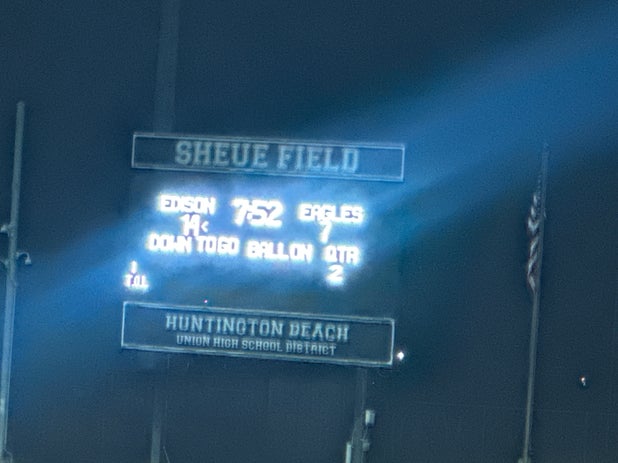 SHEUE FIELD
EDISON 7:52 EAGLES
14< 7
DOWN TO GO BALL ON QTR
2
T.O.L
HUNTINGTON BEACH
UNION HIGH SCHOOL DISTRICT